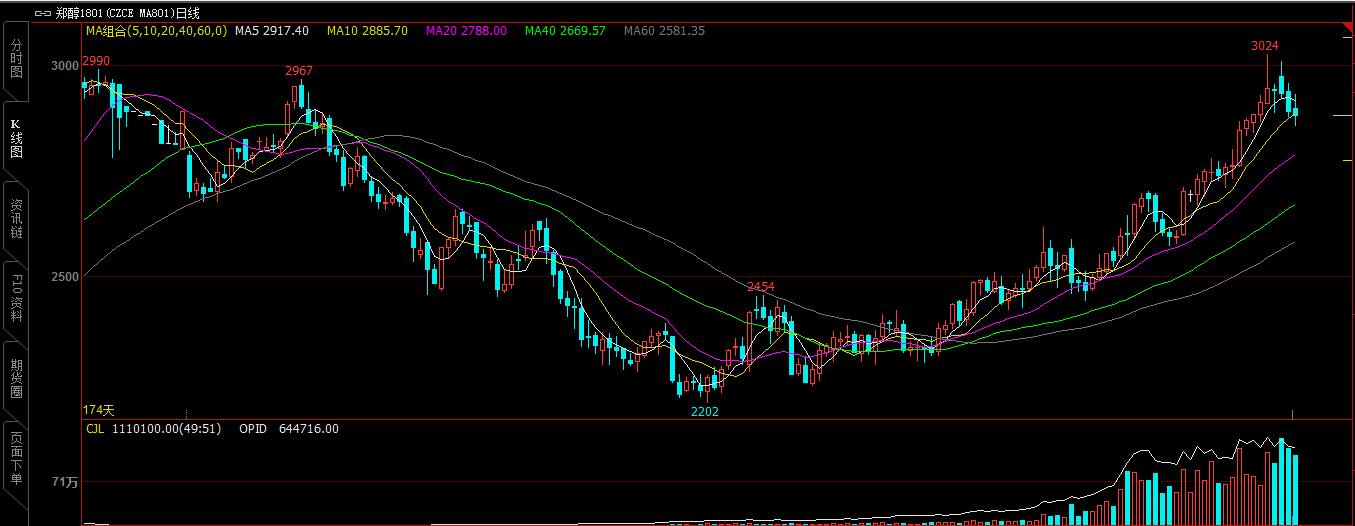 郑醇1801(CZCE MA801)日线
MA组合(5,10,20,40,60,0) MA5 2917.40 MA10 2885.70 MA20 2788.00 MA40 2669.57 MA60 2581.35
分时图
K线图
资讯链
F10资料
期货圈
页面下单
3024
2990
3000
2967
2500
2454
174天
2202
CJL 1110100.00(49:51) OPID 644716.00
71万